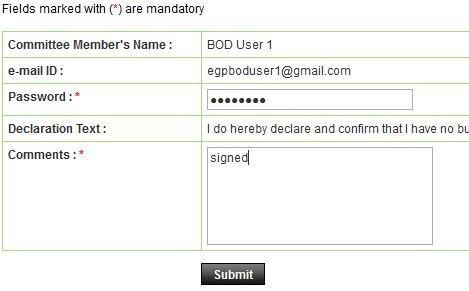 Fields marked with (*) are mandatory
Committee Member's Name : BOD User 1
e-mail ID : egpboduser1@gmail.com
Password : * ●●●●●●●●
Declaration Text : I do hereby declare and confirm that I have no bu
Comments : * signed
Submit